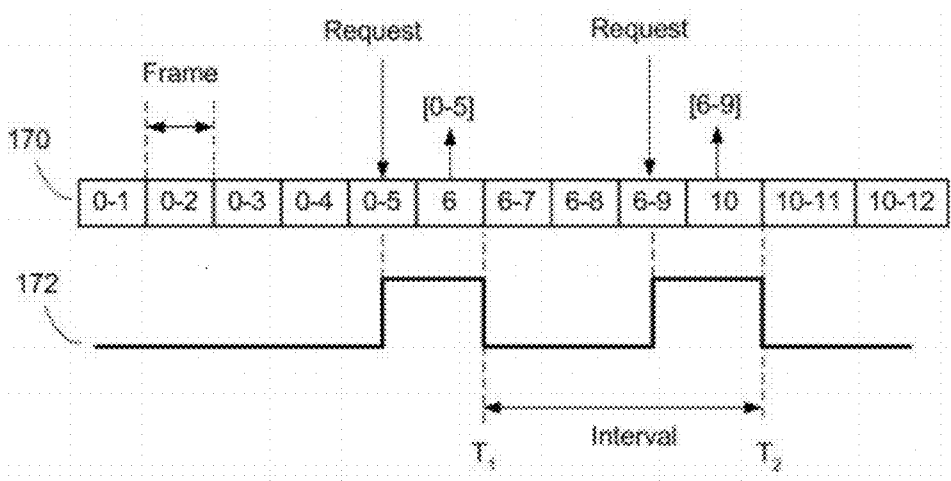 Request
Request
Frame
[0-5]
[6-9]
170
0-1 0-2 0-3 0-4 0-5 6 6-7 6-8 6-9 10 10-11 10-12
172
Interval
T1
T2